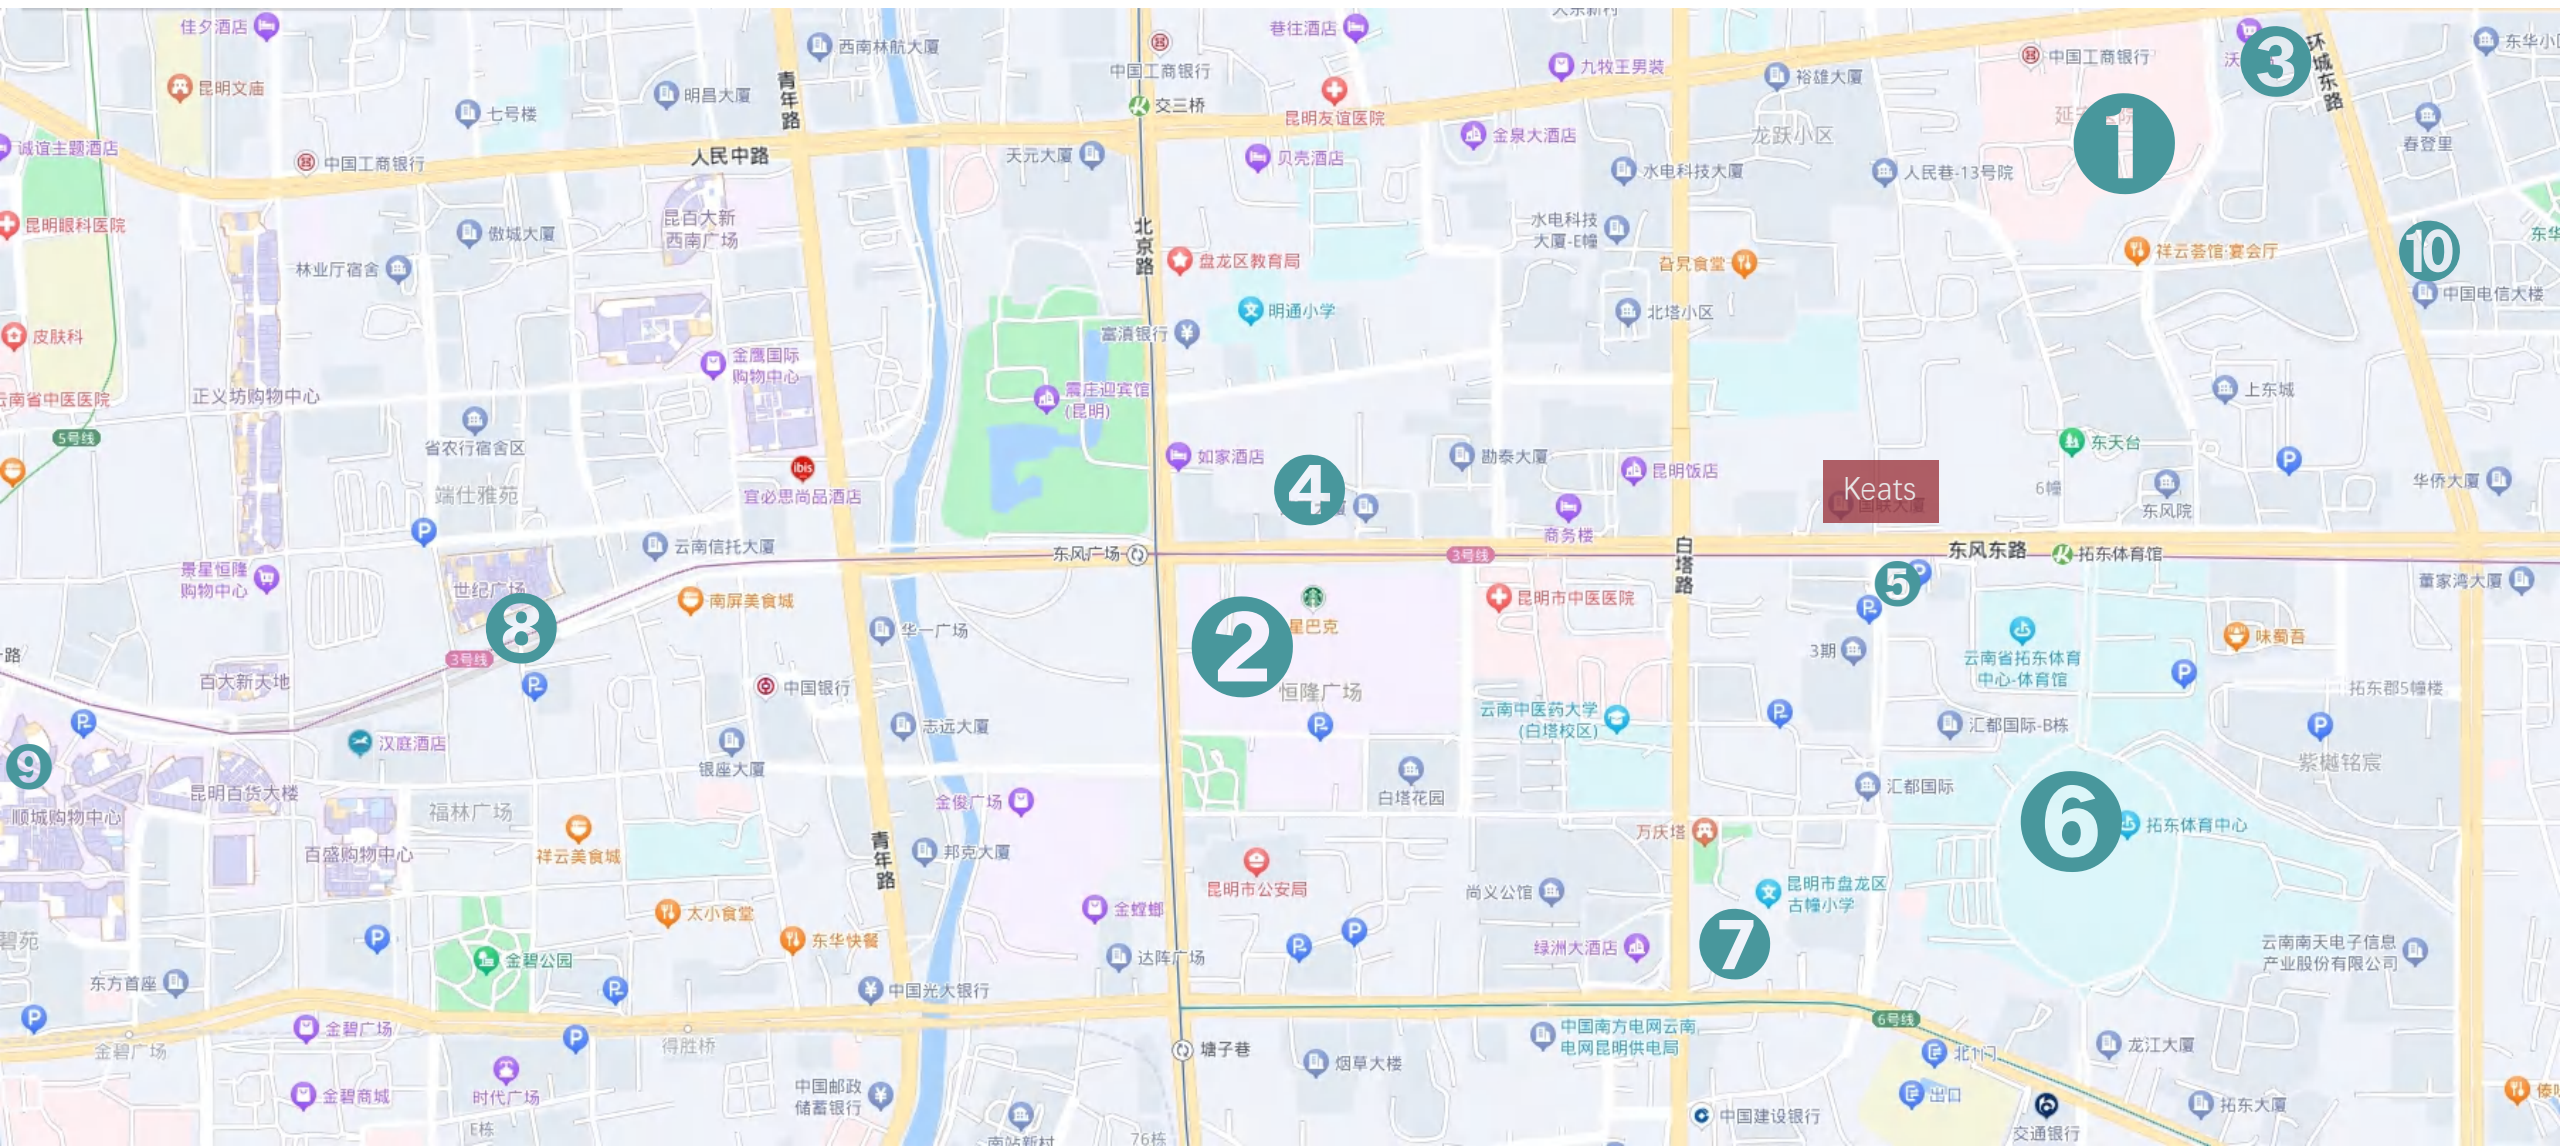 佳夕酒店
西南林航大厦
巷往酒店
中国工商银行
中国工商银行
九牧王男装
裕雄大厦
沃
3
环城东路
昆明文庙
明昌大厦
青年路
交三桥
昆明友谊医院
七号楼
1
龙跃小区
金泉大酒店
春登里
诚谊主题酒店
中国工商银行
人民中路
天元大厦
贝壳酒店
水电科技大厦
人民巷-13号院
昆明眼科医院
傲城大厦
昆百大新
西南广场
北京路
水电科技
大厦-E幢
祥云荟馆·宴会厅
10
林业厅宿舍
盘龙区教育局
旮旯食堂
中国电信大楼
明通小学
北塔小区
皮肤科
富滇银行
金鹰国际
购物中心
正义坊购物中心
云南省中医医院
震庄迎宾馆
(昆明)
上东城
5号线
省农行宿舍区
东天台
如家酒店
勘泰大厦
昆明饭店
华侨大厦
端仕雅苑
ibis
宜必思尚品酒店
4
Keats
6幢
东风院
商务楼
云南信托大厦
东风广场
3号线
白塔路
东风东路
拓东体育馆
景星恒隆
购物中心
世纪广场
5
董家湾大厦
南屏美食城
星巴克
昆明市中医医院
8
华一广场
2
3期
云南省拓东体育
中心-体育馆
味蜀吾
3号线
百大新天地
中国银行
恒隆广场
拓东郡5幢楼
云南中医药大学
(白塔校区)
志远大厦
汇都国际-B栋
汉庭酒店
9
银座大厦
白塔花园
汇都国际
紫樾铭宸
昆明百货大楼
顺城购物中心
福林广场
金俊广场
万庆塔
6
拓东体育中心
百盛购物中心
祥云美食城
青年路
邦克大厦
昆明市公安局
尚义公馆
昆明市盘龙区
古幢小学
太小食堂
金螳螂
东华快餐
绿洲大酒店
7
碧苑
金碧公园
达阵广场
云南南天电子信息
产业股份有限公司
东方首座
中国光大银行
金碧广场
金碧广场
得胜桥
塘子巷
烟草大楼
中国南方电网云南
电网昆明供电局
6号线
北1门
龙江大厦
金碧商城
时代广场
E栋
中国邮政
储蓄银行
出口
中国建设银行
交通银行
拓东大厦
南站新村
76栋